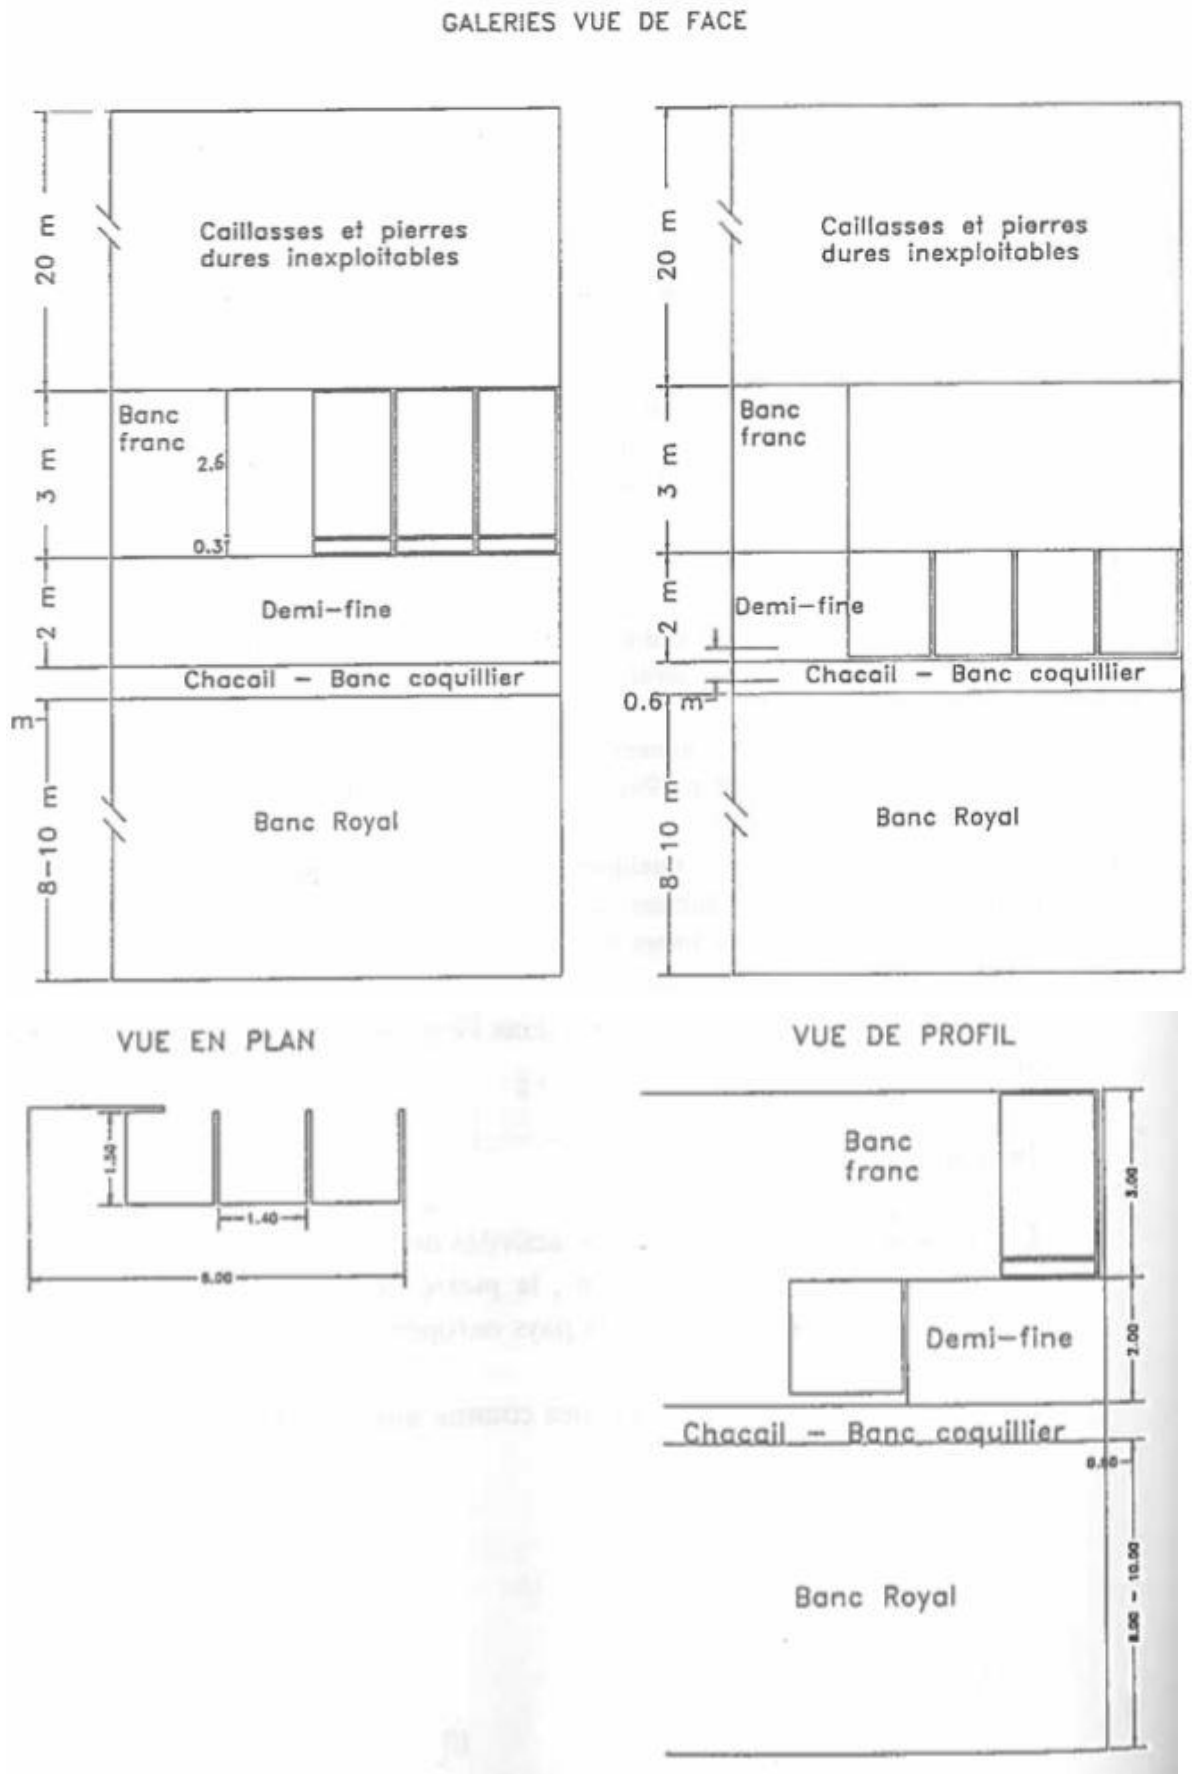 GALERIES VUE DE FACE
20 m
Caillasses et pierres
dures inexploitables
3 m
Banc
franc
2.6
0.3
2 m
Demi-fine
Chacail – Banc coquillier
m
8–10 m
Banc Royal
20 m
Caillasses et pierres
dures inexploitables
3 m
Banc
franc
2 m
Demi-fine
Chacail – Banc coquillier
0.6 m
8–10 m
Banc Royal
VUE EN PLAN
1.50
1.40
VUE DE PROFIL
Banc
franc
3.00
Demi-fine
2.00
Chacail – Banc coquillier
Banc Royal
8.00 – 10.00